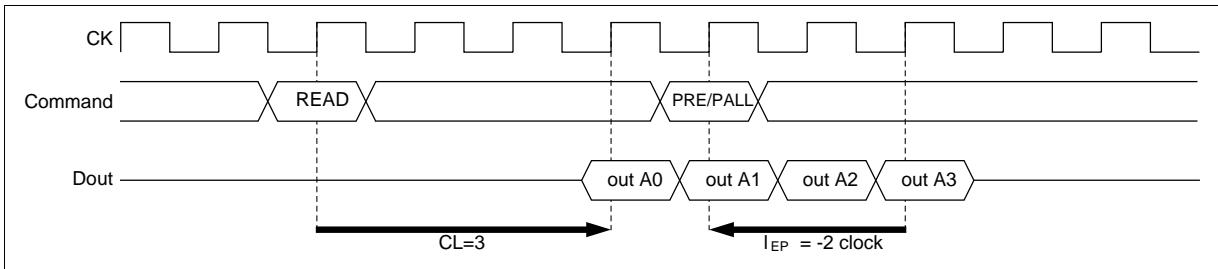 CK
Command READ PRE/PALL
Dout out A0 out A1 out A2 out A3
CL=3 lEP = -2 clock